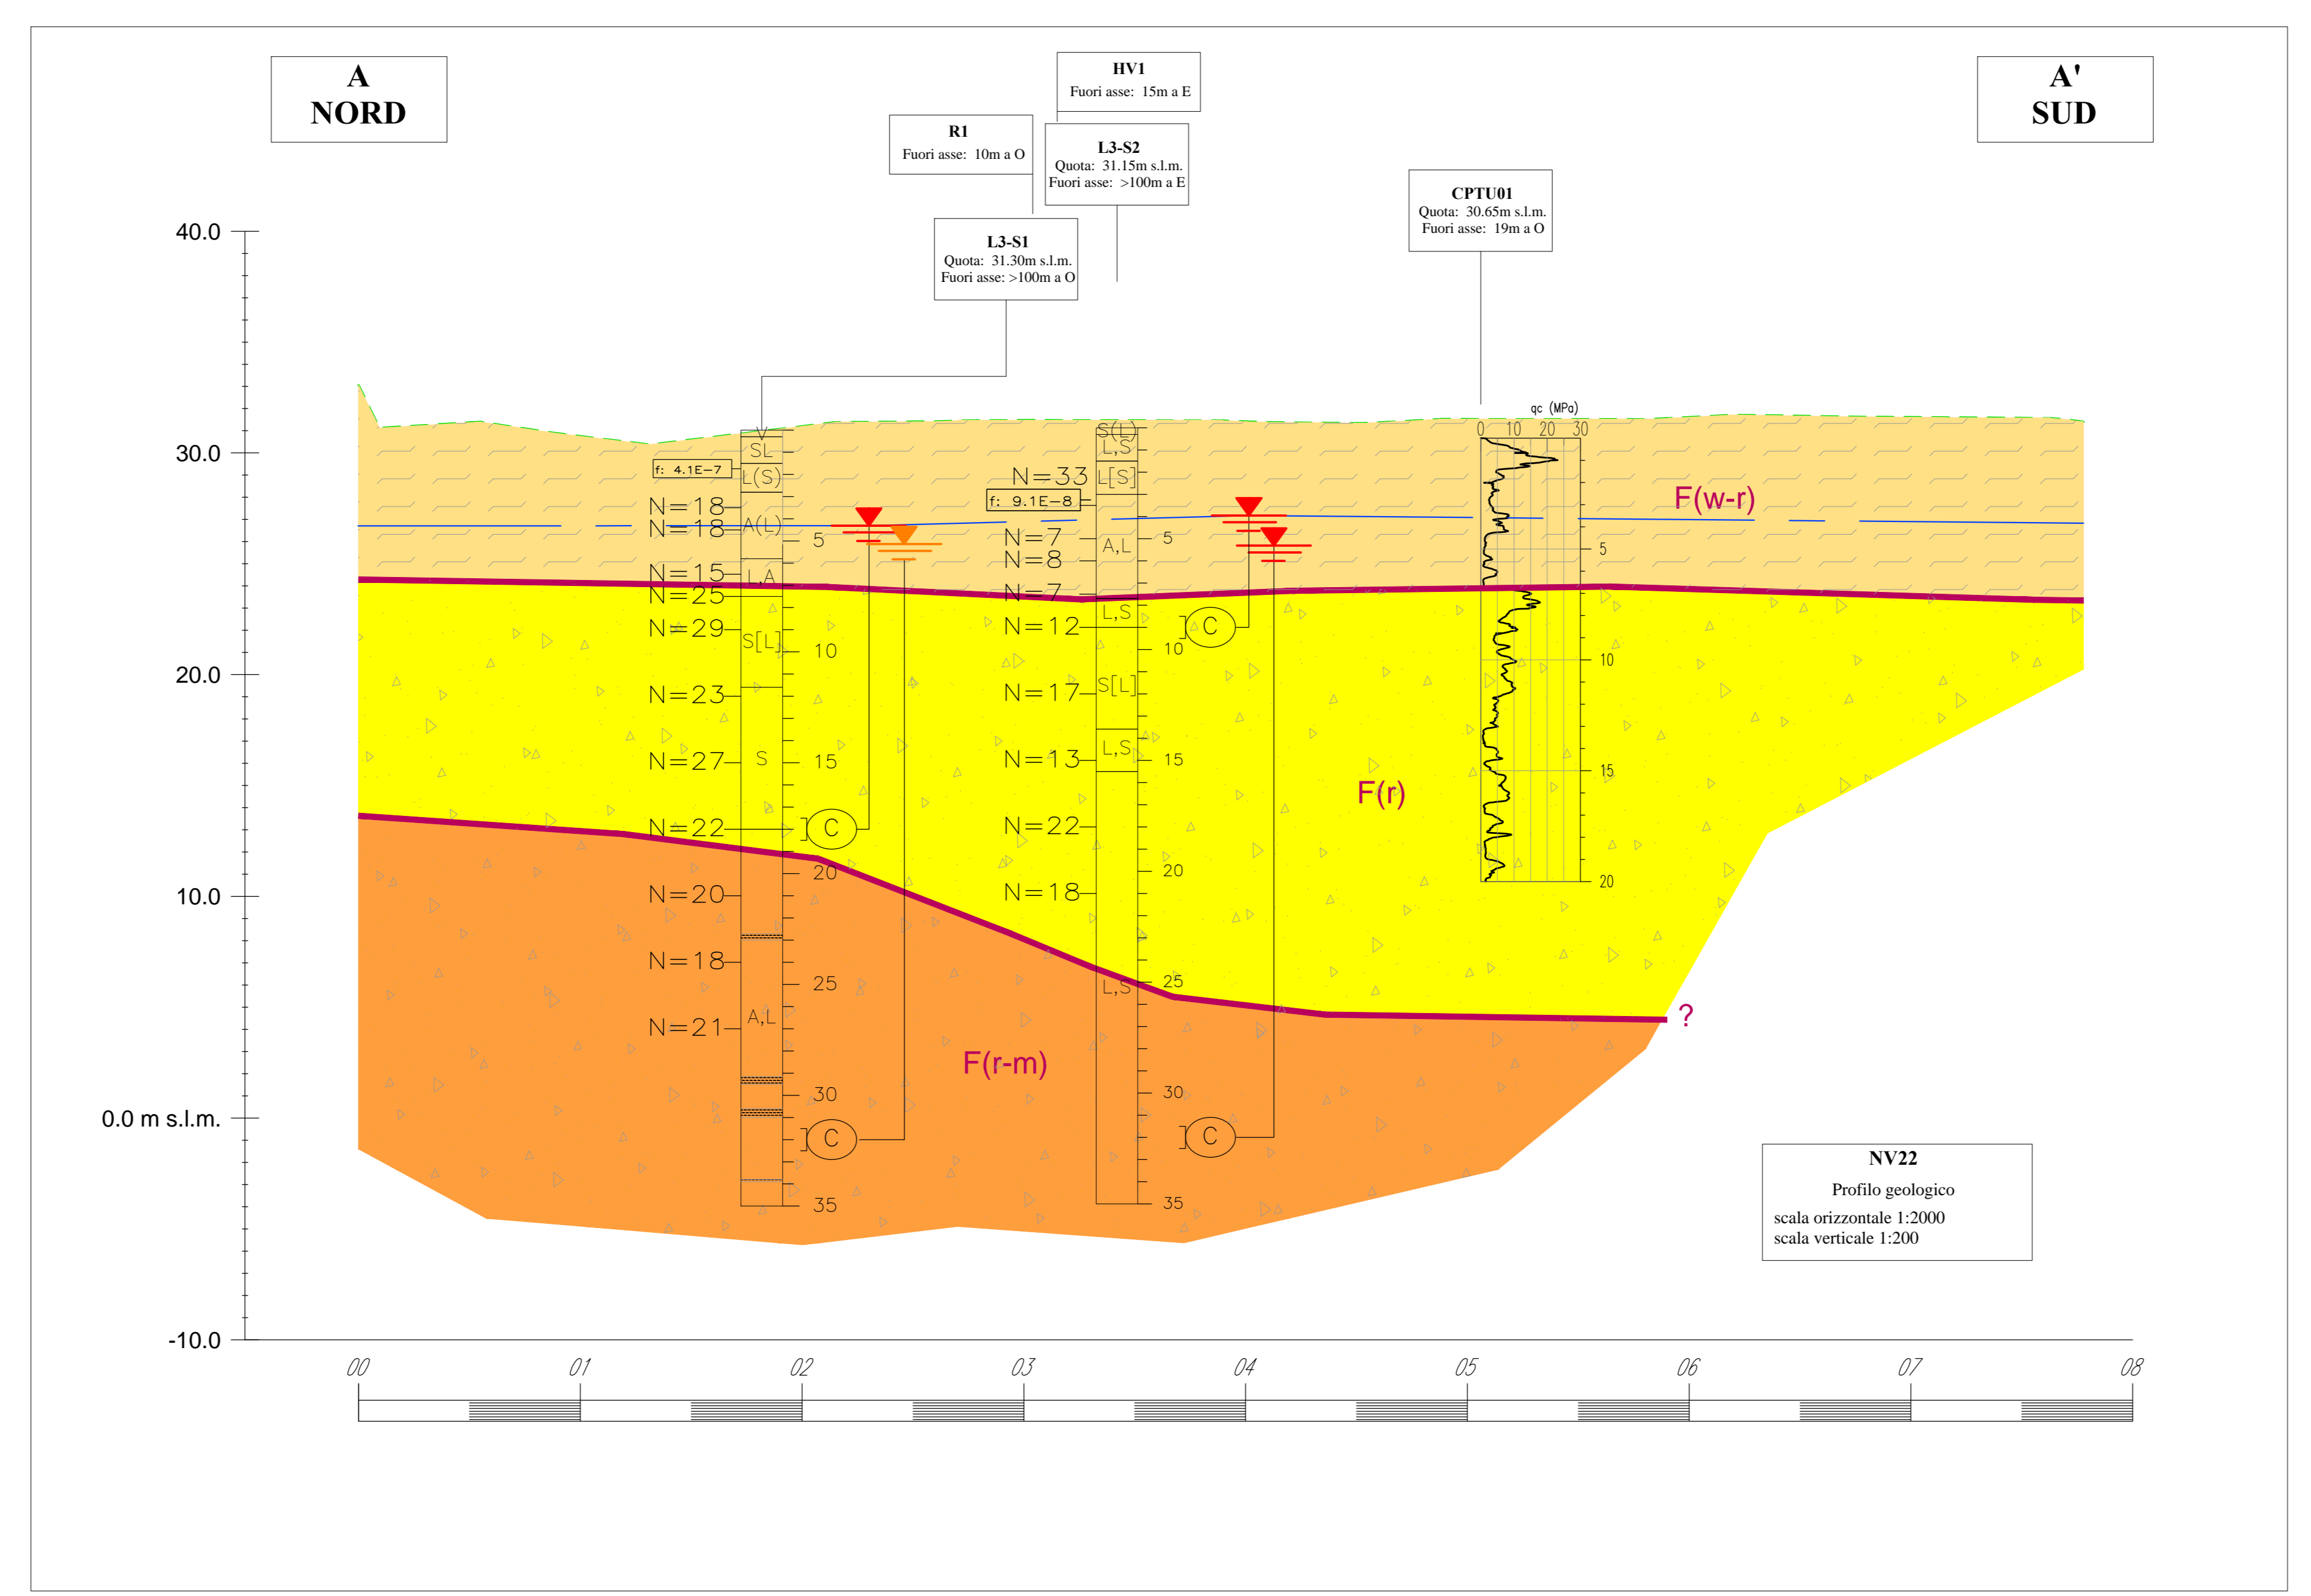 A
NORD
HV1
Fuori asse: 15m a E
A'
SUD
R1
Fuori asse: 10m a O
L3-S2
Quota: 31.15m s.l.m.
Fuori asse: >100m a E
CPTU01
Quota: 30.65m s.l.m.
Fuori asse: 19m a O
L3-S1
Quota: 31.30m s.l.m.
Fuori asse: >100m a O
40.0
30.0
20.0
10.0
0.0 m s.l.m.
-10.0
V
SL
f: 4.1E-7
L(S)
N=18
N=18
A(L)
5
N=15
L,A
N=25
N=29
S[L]
10
N=23
N=27
S
15
N=22
C
20
N=20
N=18
25
N=21
A,L
30
C
35
S(L)
L,S
N=33
L[S]
f: 9.1E-8
N=7
5
A,L
N=8
N=7
L,S
N=12
C
10
N=17
S[L]
L,S
N=13
15
N=22
20
N=18
25
L,S
30
C
35
qc (MPa)
0 10 20 30
5
10
15
20
F(w-r)
F(r)
F(r-m)
?
NV22
Profilo geologico
scala orizzontale 1:2000
scala verticale 1:200
00 01 02 03 04 05 06 07 08